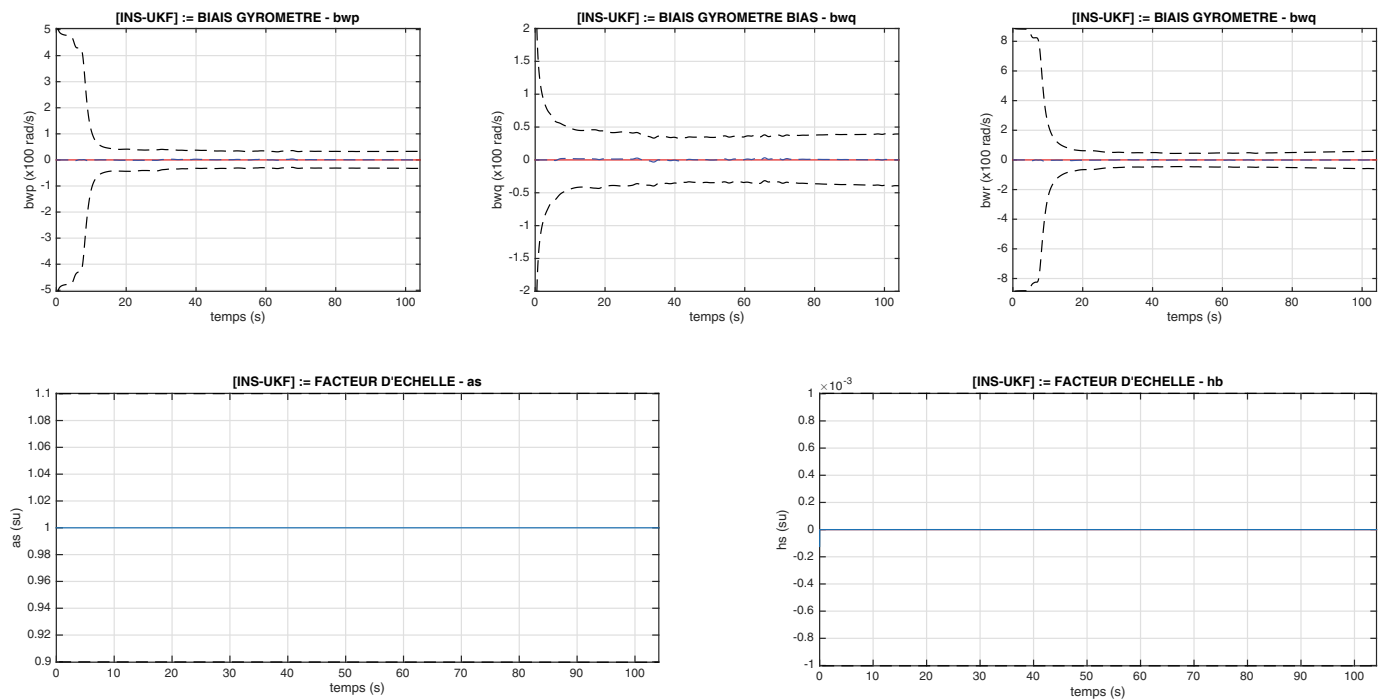 [INS-UKF] := BIAIS GYROMETRE - bwp
5
4
3
2
1
0
-1
-2
-3
-4
-5
bwp (x100 rad/s)
0 20 40 60 80 100
temps (s)
[INS-UKF] := BIAIS GYROMETRE BIAS - bwq
2
1.5
1
0.5
0
-0.5
-1
-1.5
-2
bwq (x100 rad/s)
0 20 40 60 80 100
temps (s)
[INS-UKF] := BIAIS GYROMETRE - bwq
8
6
4
2
0
-2
-4
-6
-8
bwr (x100 rad/s)
0 20 40 60 80 100
temps (s)
[INS-UKF] := FACTEUR D'ECHELLE - as
1.1
1.08
1.06
1.04
1.02
1
0.98
0.96
0.94
0.92
0.9
as (su)
0 10 20 30 40 50 60 70 80 90 100
temps (s)
[INS-UKF] := FACTEUR D'ECHELLE - hb
×10⁻³
1
0.8
0.6
0.4
0.2
0
-0.2
-0.4
-0.6
-0.8
-1
hs (su)
0 10 20 30 40 50 60 70 80 90 100
temps (s)